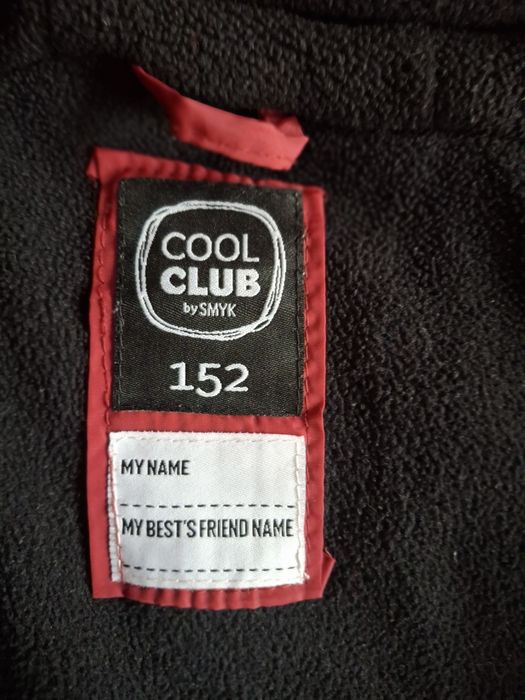 COOL
CLUB
by SMYK
152
MY NAME
MY BEST'S FRIEND NAME